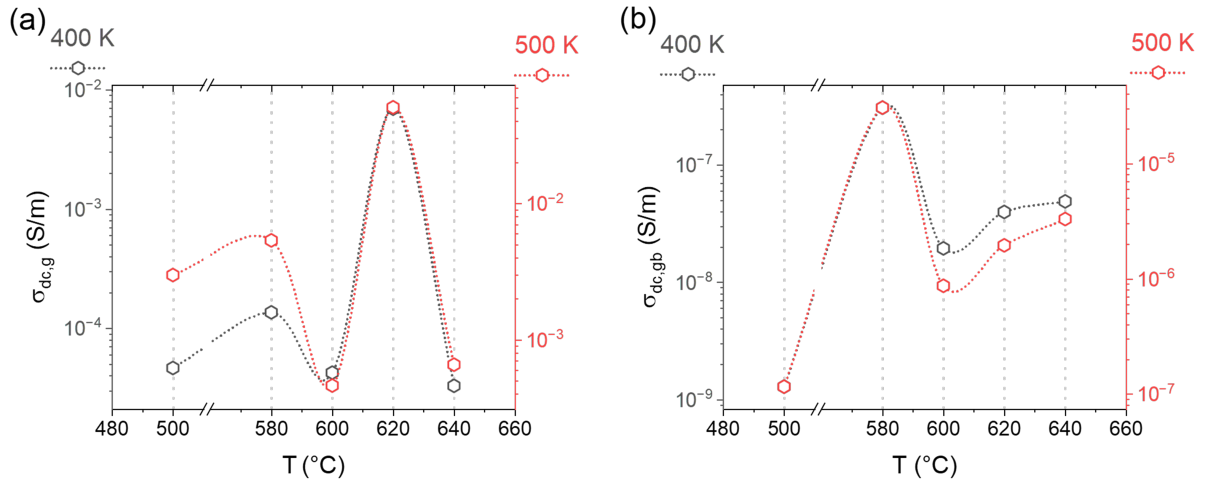 (a)
400 K
500 K
10⁻²
10⁻³
10⁻⁴
σdc,g (S/m)
10⁻²
10⁻³
480 500 580 600 620 640 660
T (°C)
(b)
400 K
500 K
10⁻⁷
10⁻⁸
10⁻⁹
σdc,gb (S/m)
10⁻⁵
10⁻⁶
10⁻⁷
480 500 580 600 620 640 660
T (°C)